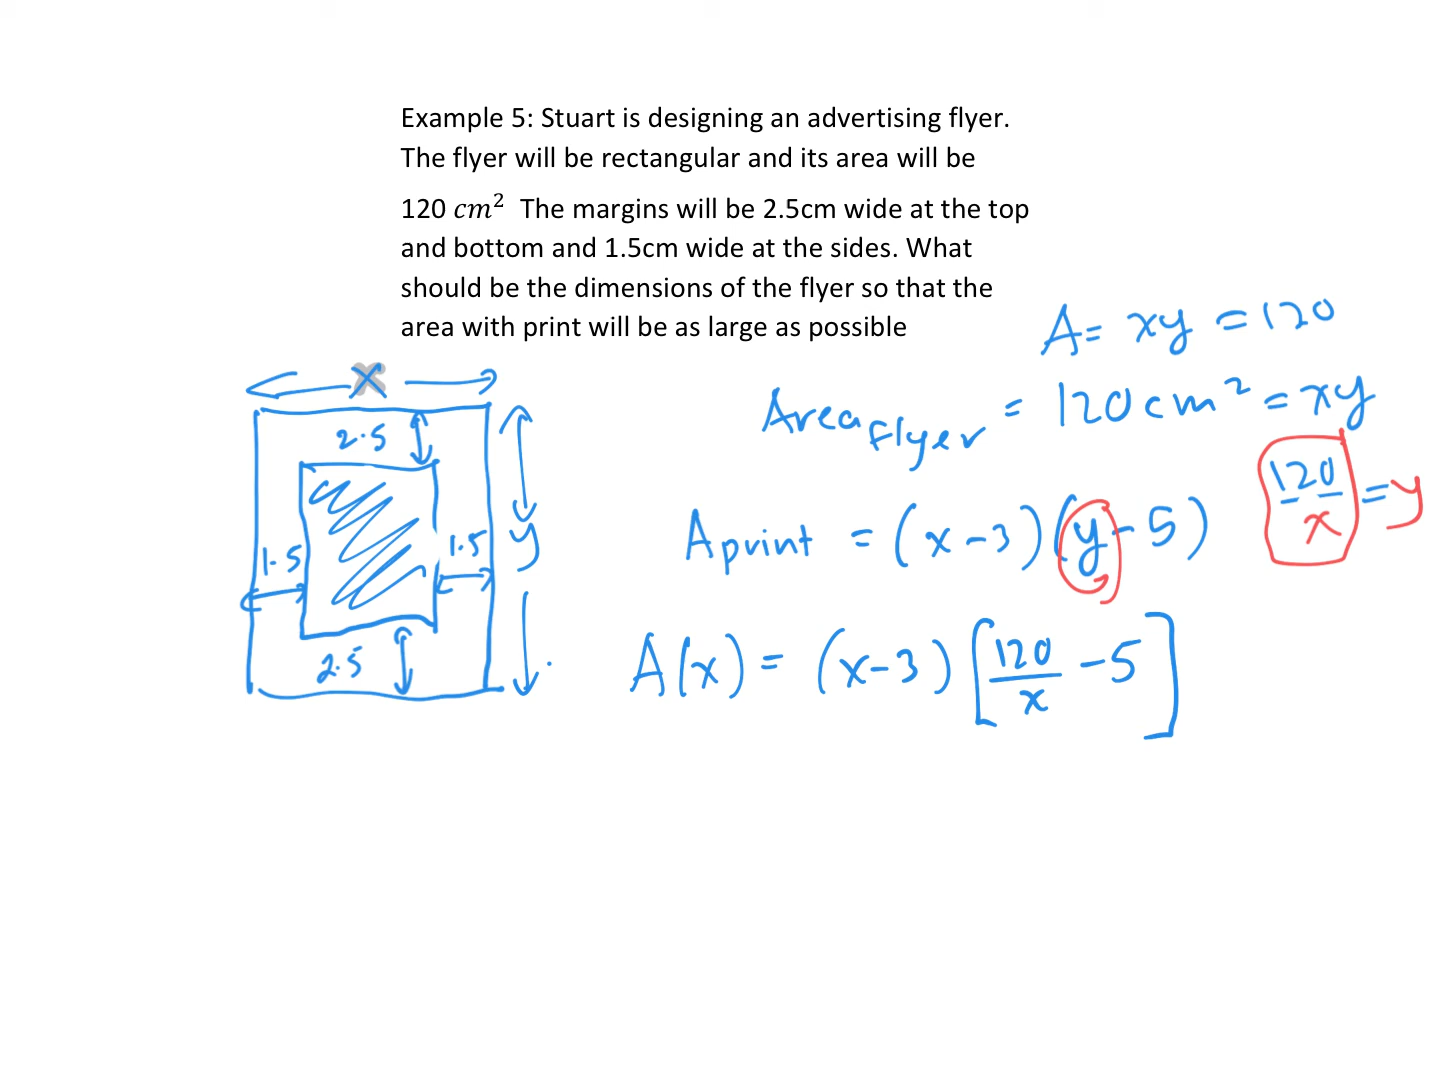 Example 5: Stuart is designing an advertising flyer.
The flyer will be rectangular and its area will be
120 cm² The margins will be 2.5cm wide at the top
and bottom and 1.5cm wide at the sides. What
should be the dimensions of the flyer so that the
area with print will be as large as possible
A = xy = 120
x
Area flyer = 120 cm² = xy
2.5
120/x = y
A print = (x-3)(y-5)
1.5
1.5
y
2.5
A(x) = (x-3)[120/x - 5]